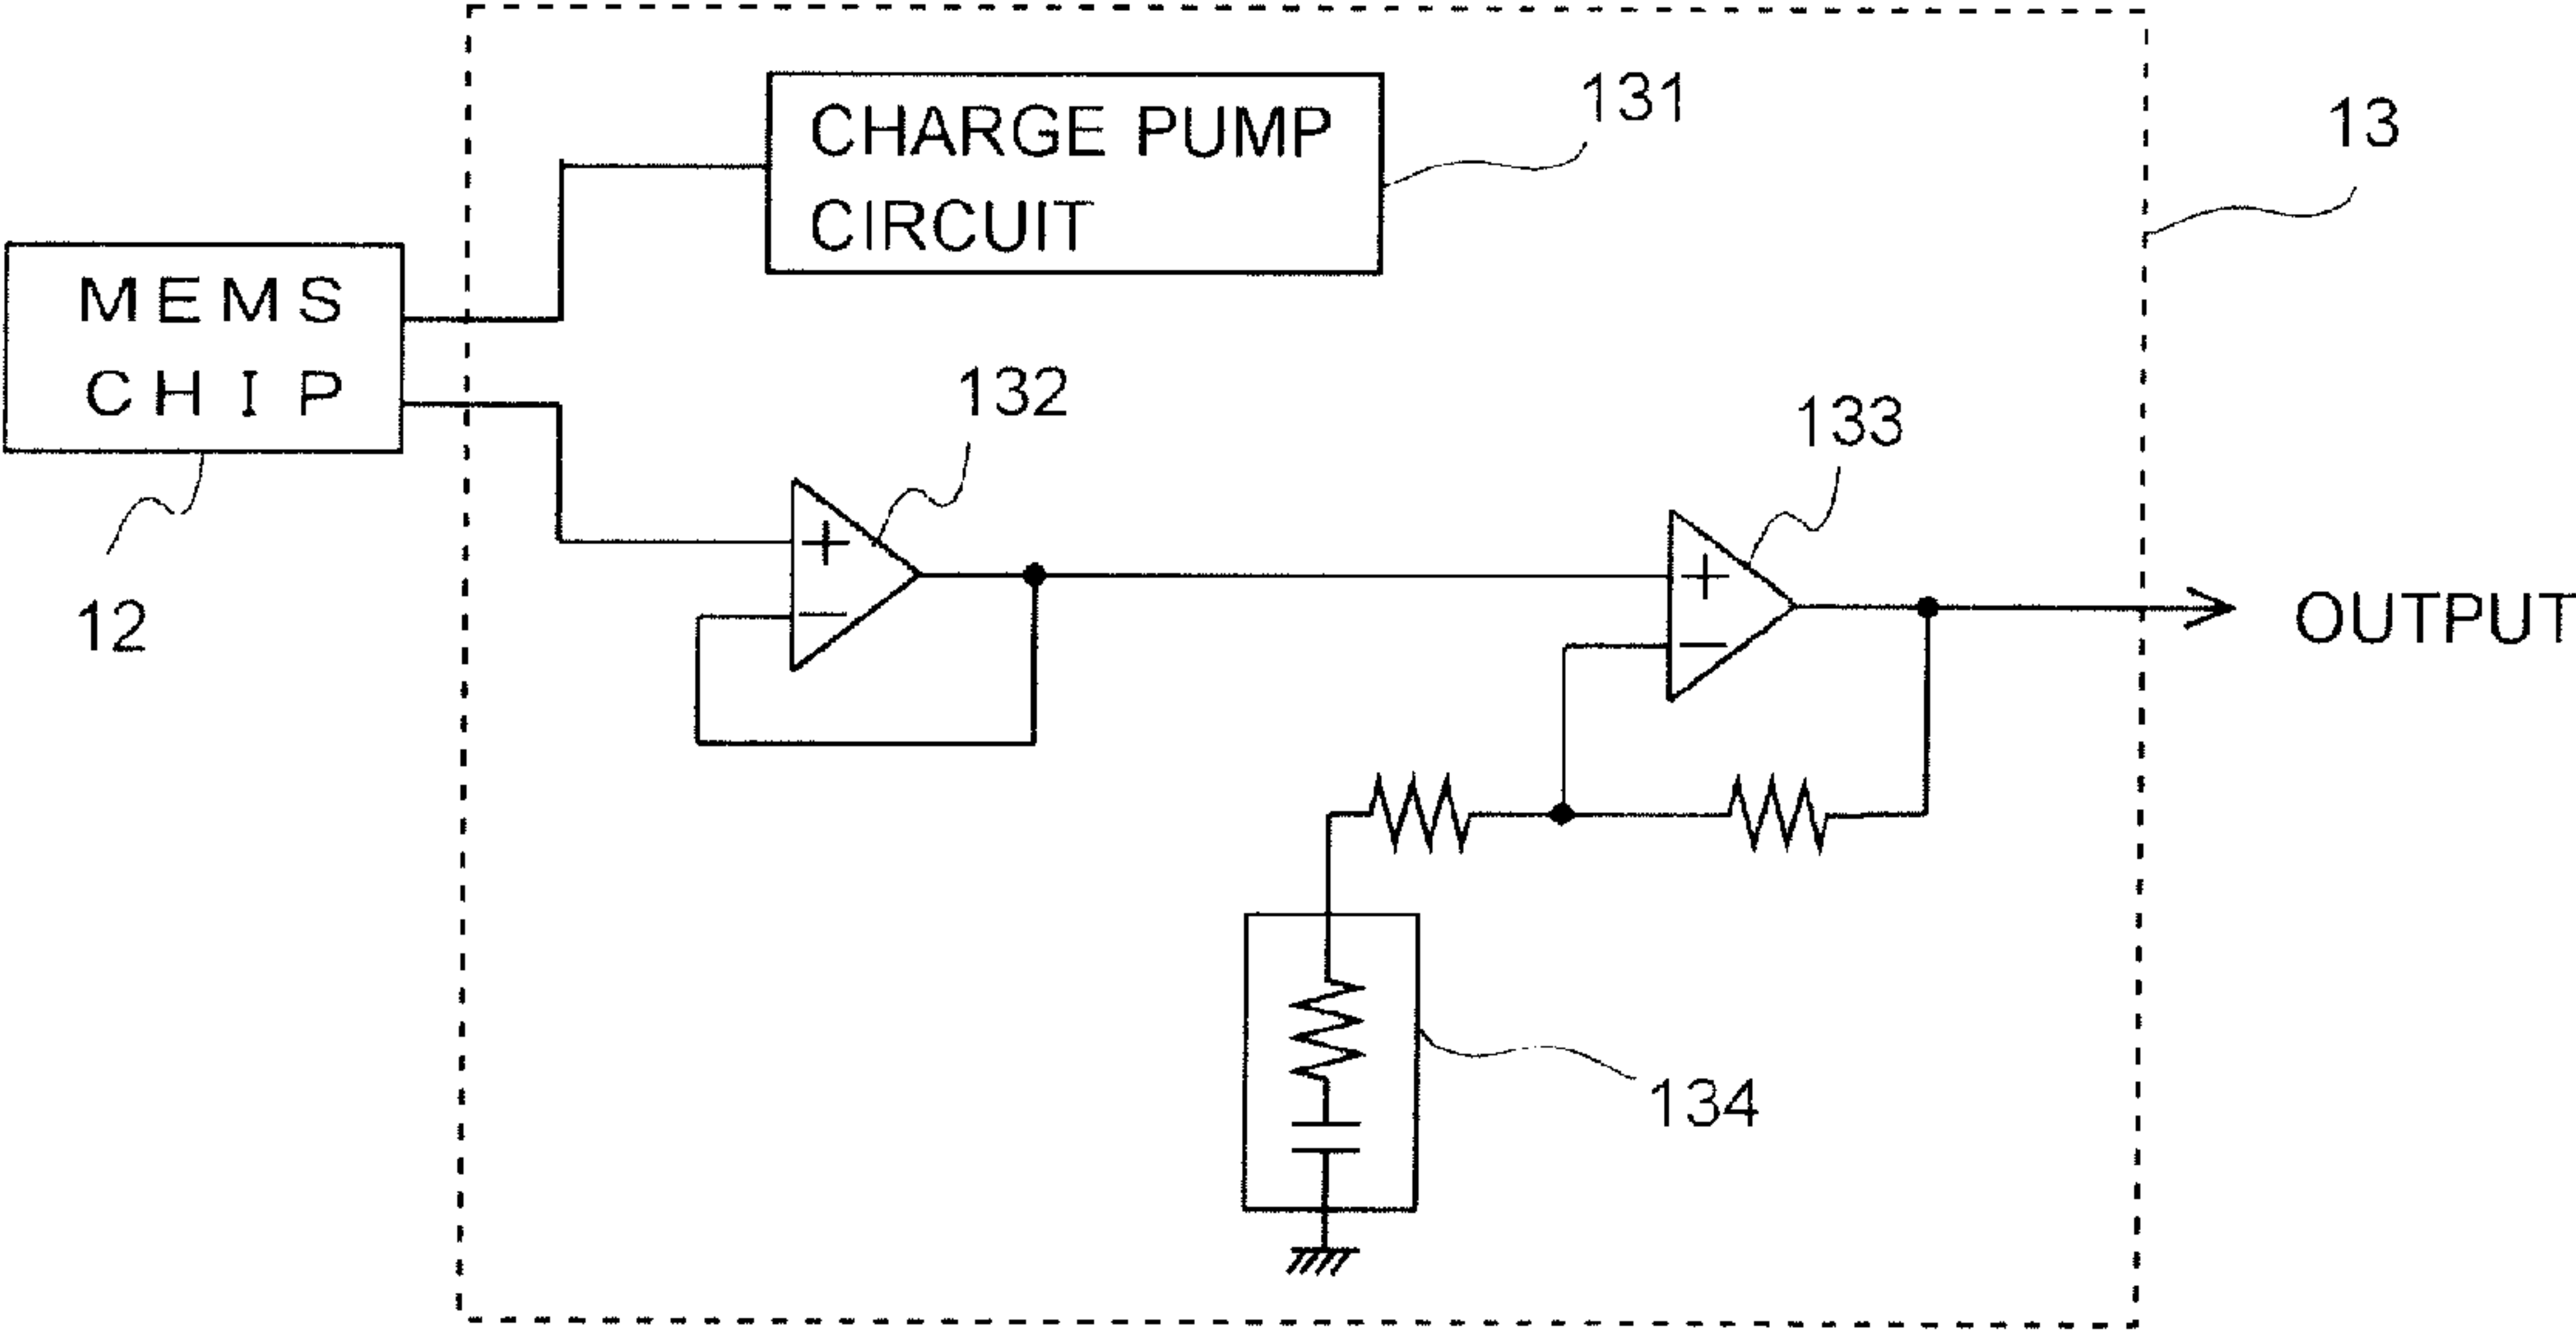 CHARGE PUMP
CIRCUIT
131
13
MEMS
CHIP
12
132
133
OUTPUT
134